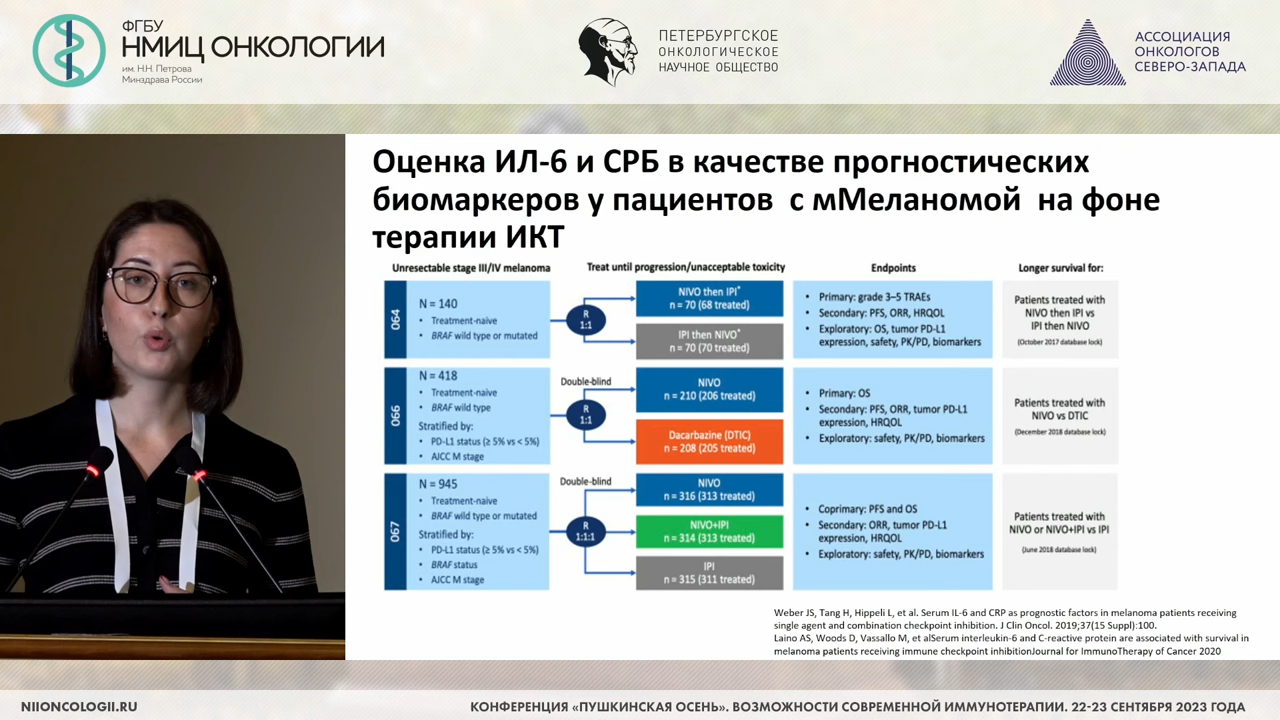 ФГБУ
НМИЦ ОНКОЛОГИИ
им. Н.Н. Петрова
Минздрава России
ПЕТЕРБУРГСКОЕ
ОНКОЛОГИЧЕСКОЕ
НАУЧНОЕ ОБЩЕСТВО
АССОЦИАЦИЯ
ОНКОЛОГОВ
СЕВЕРО-ЗАПАДА
Оценка ИЛ-6 и СРБ в качестве прогностических
биомаркеров у пациентов с мМеланомой на фоне
терапии ИКТ
Unresectable stage III/IV melanoma
Treat until progression/unacceptable toxicity
Endpoints
Longer survival for:
064
N = 140
• Treatment-naive
• BRAF wild type or mutated
R
1:1
NIVO then IPI*
n = 70 (68 treated)
IPI then NIVO*
n = 70 (70 treated)
• Primary: grade 3–5 TRAEs
• Secondary: PFS, ORR, HRQOL
• Exploratory: OS, tumor PD-L1
expression, safety, PK/PD, biomarkers
Patients treated with
NIVO then IPI vs
IPI then NIVO
(October 2017 database lock)
066
N = 418
• Treatment-naive
• BRAF wild type
Stratified by:
• PD-L1 status (≥ 5% vs < 5%)
• AJCC M stage
Double-blind
R
1:1
NIVO
n = 210 (206 treated)
Dacarbazine (DTIC)
n = 208 (205 treated)
• Primary: OS
• Secondary: PFS, ORR, tumor PD-L1
expression, HRQOL
• Exploratory: safety, PK/PD, biomarkers
Patients treated with
NIVO vs DTIC
(December 2018 database lock)
067
N = 945
• Treatment-naive
• BRAF wild type or mutated
Stratified by:
• PD-L1 status (≥ 5% vs < 5%)
• BRAF status
• AJCC M stage
Double-blind
R
1:1:1
NIVO
n = 316 (313 treated)
NIVO+IPI
n = 314 (313 treated)
IPI
n = 315 (311 treated)
• Coprimary: PFS and OS
• Secondary: ORR, tumor PD-L1
expression, HRQOL
• Exploratory: safety, PK/PD, biomarkers
Patients treated with
NIVO or NIVO+IPI vs IPI
(June 2018 database lock)
Weber JS, Tang H, Hippeli L, et al. Serum IL-6 and CRP as prognostic factors in melanoma patients receiving
single agent and combination checkpoint inhibition. J Clin Oncol. 2019;37(15 Suppl):100.
Laino AS, Woods D, Vassallo M, et alSerum interleukin-6 and C-reactive protein are associated with survival in
melanoma patients receiving immune checkpoint inhibitionJournal for ImmunoTherapy of Cancer 2020
NIIONCOLOGII.RU
КОНФЕРЕНЦИЯ «ПУШКИНСКАЯ ОСЕНЬ». ВОЗМОЖНОСТИ СОВРЕМЕННОЙ ИММУНОТЕРАПИИ. 22-23 СЕНТЯБРЯ 2023 ГОДА